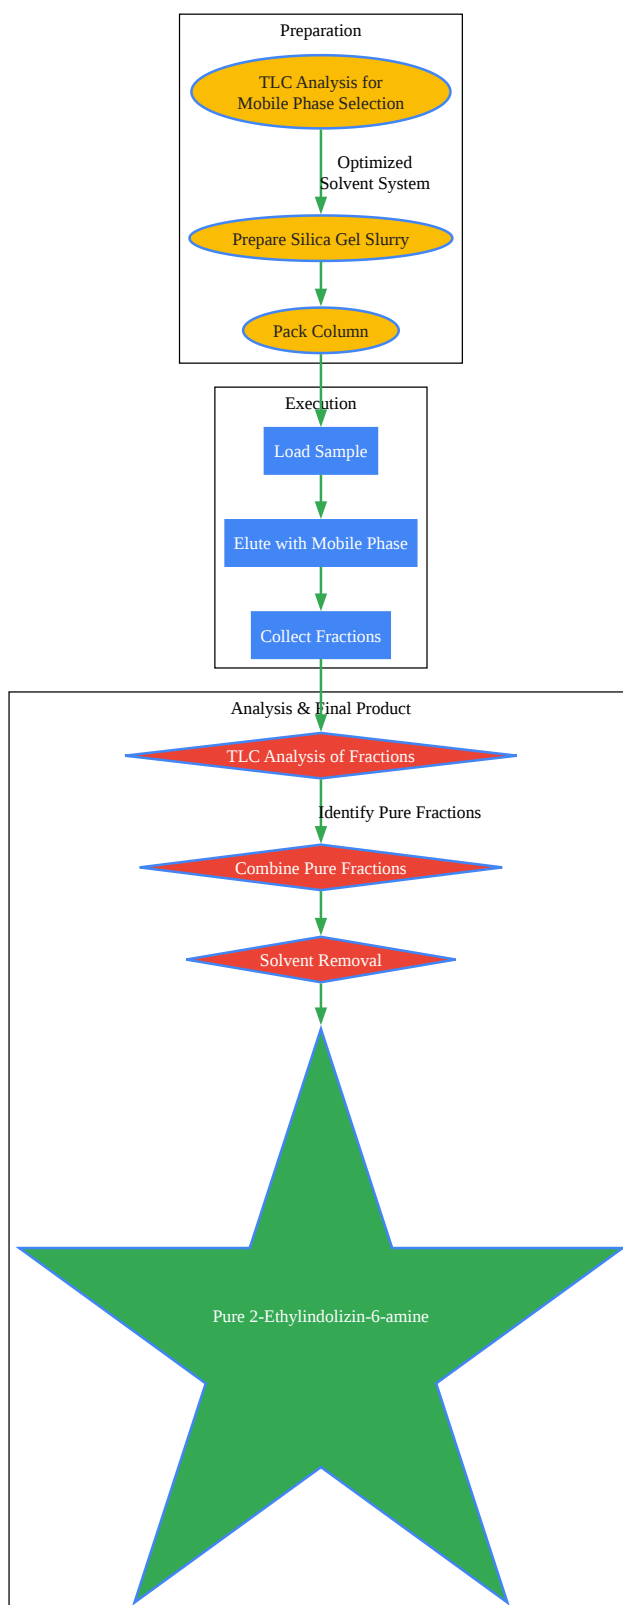 Preparation
TLC Analysis for
Mobile Phase Selection
Optimized
Solvent System
Prepare Silica Gel Slurry
Pack Column
Execution
Load Sample
Elute with Mobile Phase
Collect Fractions
Analysis & Final Product
TLC Analysis of Fractions
Identify Pure Fractions
Combine Pure Fractions
Solvent Removal
Pure 2-Ethylindolizin-6-amine